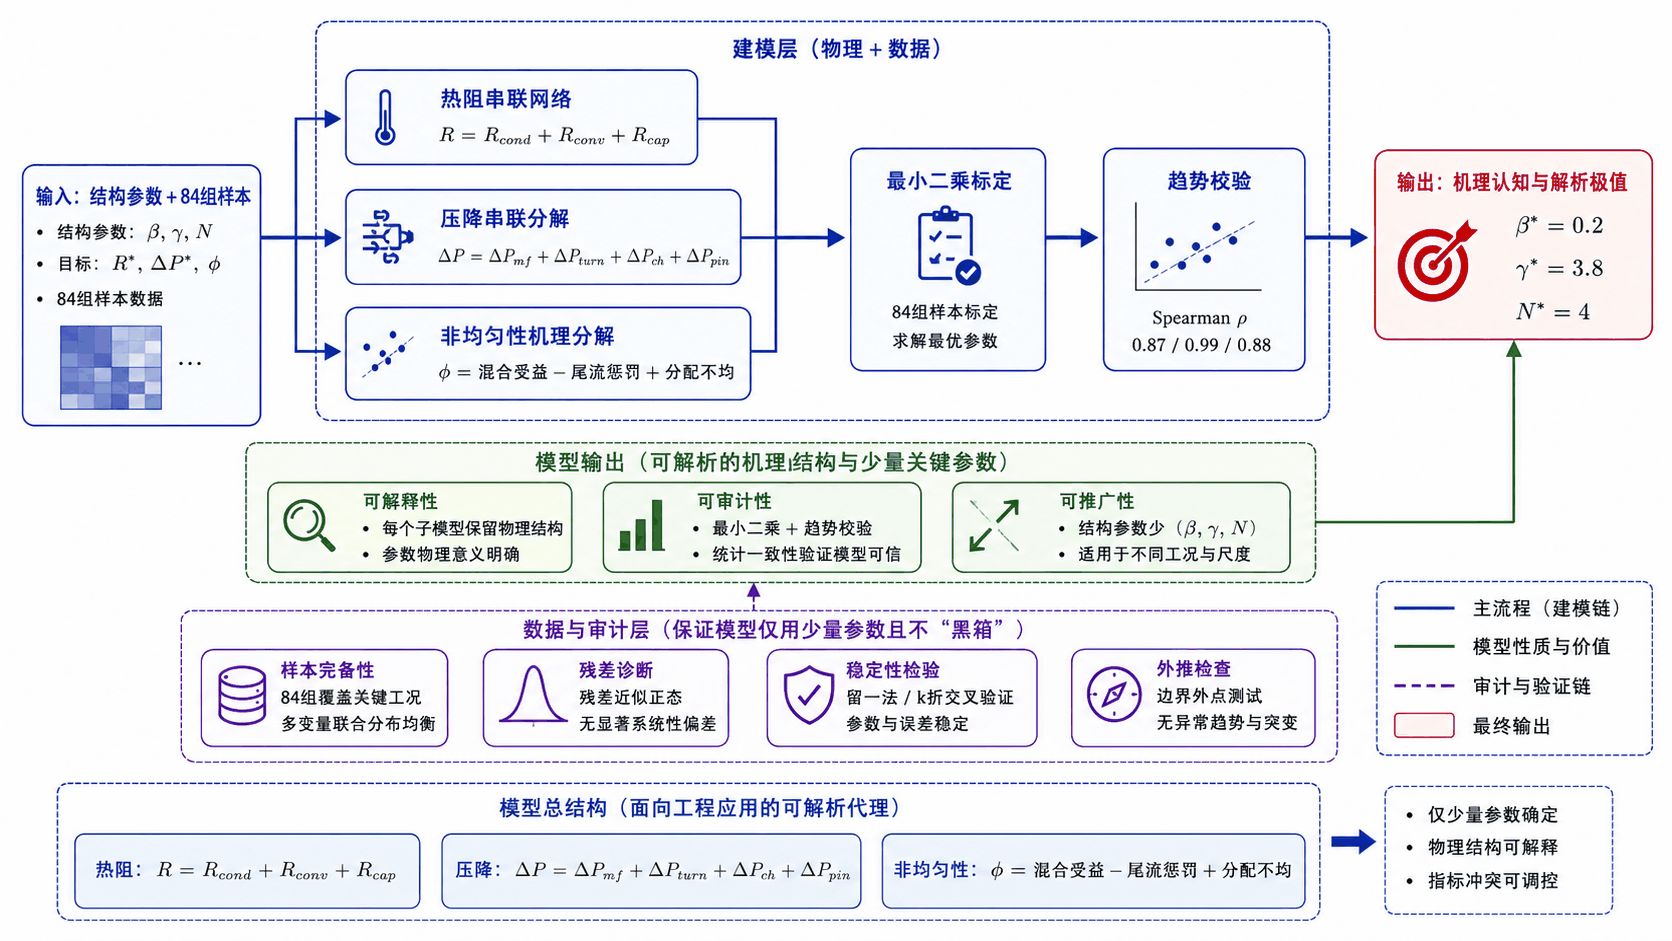 建模层（物理 + 数据）
输入：结构参数 + 84组样本
• 结构参数：β, γ, N
• 目标：R*, ΔP*, ϕ
• 84组样本数据
…
热阻串联网络
R = R_cond + R_conv + R_cap
压降串联分解
ΔP = ΔP_mf + ΔP_turn + ΔP_ch + ΔP_pin
非均匀性机理分解
ϕ = 混合受益 − 尾流惩罚 + 分配不均
最小二乘标定
84组样本标定
求解最优参数
趋势校验
Spearman ρ
0.87 / 0.99 / 0.88
输出：机理认知与解析极值
β* = 0.2
γ* = 3.8
N* = 4
模型输出（可解析的机理结构与少量关键参数）
可解释性
• 每个子模型保留物理结构
• 参数物理意义明确
可审计性
• 最小二乘 + 趋势校验
• 统计一致性验证模型可信
可推广性
• 结构参数少（β, γ, N）
• 适用于不同工况与尺度
数据与审计层（保证模型仅用少量参数且不“黑箱”）
样本完备性
84组覆盖关键工况
多变量联合分布均衡
残差诊断
残差近似正态
无显著系统性偏差
稳定性检验
留一法 / k折交叉验证
参数与误差稳定
外推检查
边界外点测试
无异常趋势与突变
主流程（建模链）
模型性质与价值
审计与验证链
最终输出
模型总结构（面向工程应用的可解析代理）
热阻：R = R_cond + R_conv + R_cap
压降：ΔP = ΔP_mf + ΔP_turn + ΔP_ch + ΔP_pin
非均匀性：ϕ = 混合受益 − 尾流惩罚 + 分配不均
• 仅少量参数确定
• 物理结构可解释
• 指标冲突可调控